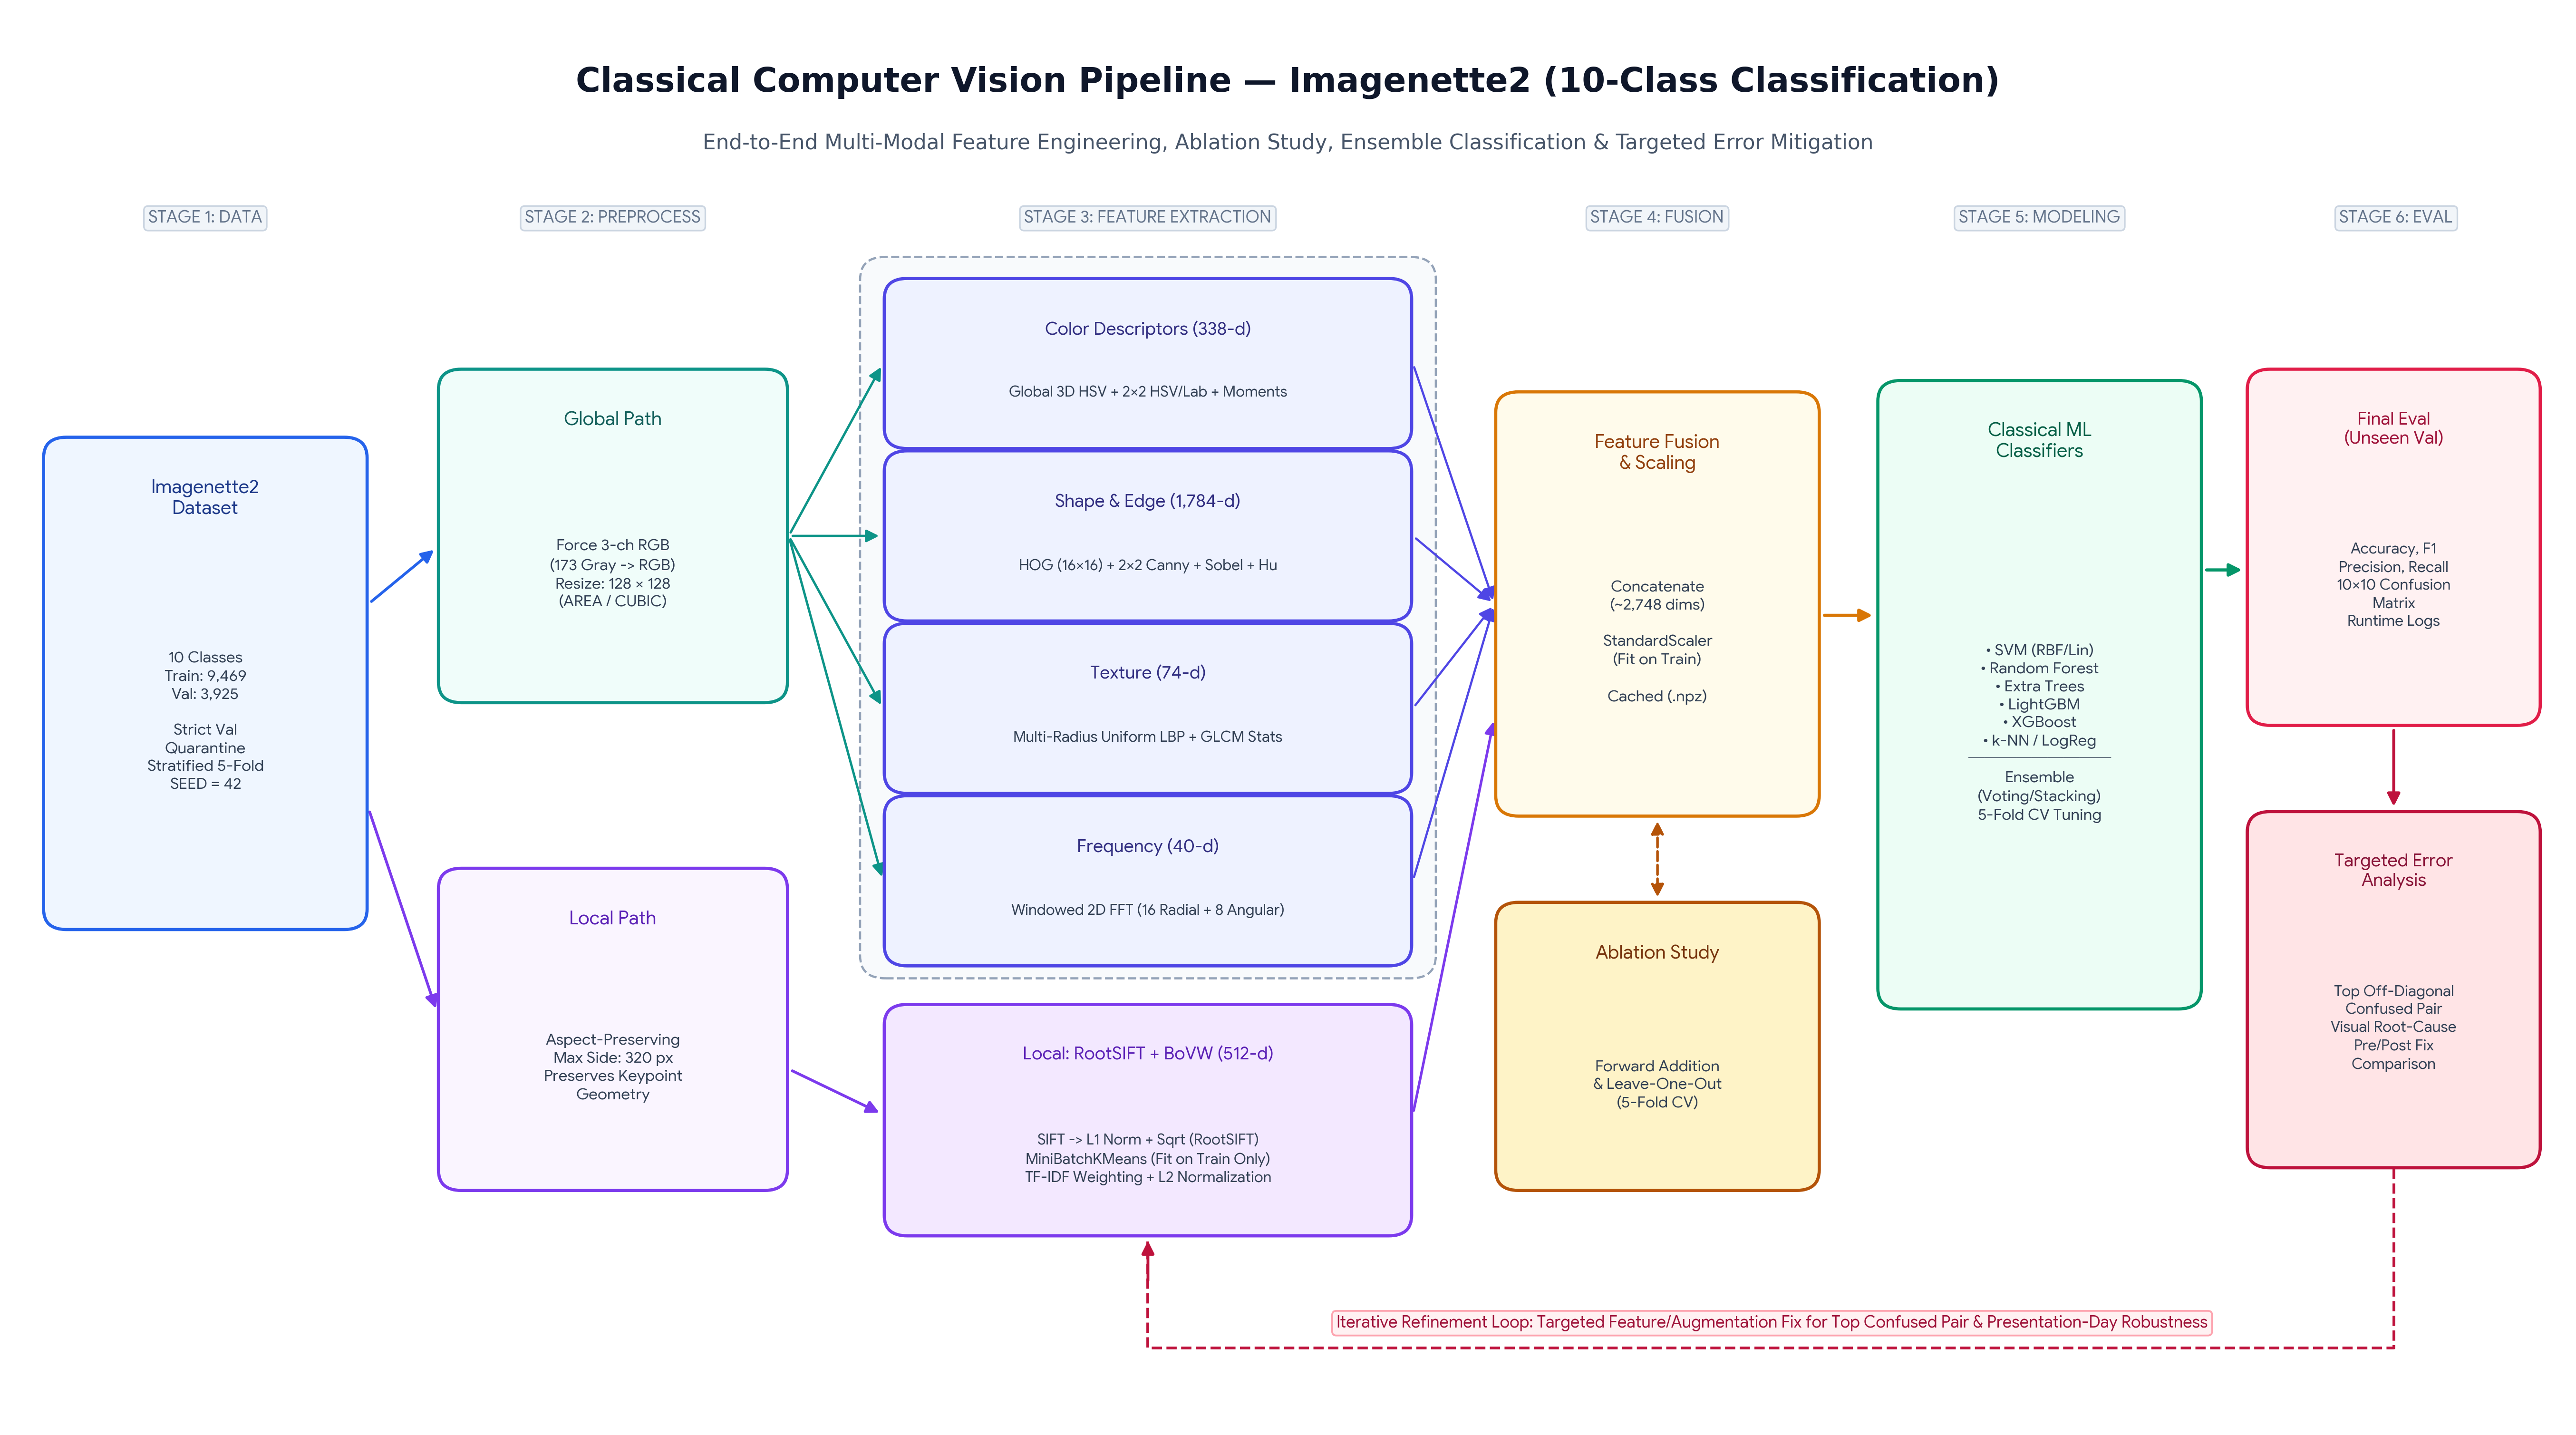 Classical Computer Vision Pipeline — Imagenette2 (10-Class Classification)
End-to-End Multi-Modal Feature Engineering, Ablation Study, Ensemble Classification & Targeted Error Mitigation
STAGE 1: DATA
STAGE 2: PREPROCESS
STAGE 3: FEATURE EXTRACTION
STAGE 4: FUSION
STAGE 5: MODELING
STAGE 6: EVAL
Imagenette2
Dataset
10 Classes
Train: 9,469
Val: 3,925
Strict Val
Quarantine
Stratified 5-Fold
SEED = 42
Global Path
Force 3-ch RGB
(173 Gray -> RGB)
Resize: 128 × 128
(AREA / CUBIC)
Local Path
Aspect-Preserving
Max Side: 320 px
Preserves Keypoint
Geometry
Color Descriptors (338-d)
Global 3D HSV + 2×2 HSV/Lab + Moments
Shape & Edge (1,784-d)
HOG (16×16) + 2×2 Canny + Sobel + Hu
Texture (74-d)
Multi-Radius Uniform LBP + GLCM Stats
Frequency (40-d)
Windowed 2D FFT (16 Radial + 8 Angular)
Local: RootSIFT + BoVW (512-d)
SIFT -> L1 Norm + Sqrt (RootSIFT)
MiniBatchKMeans (Fit on Train Only)
TF-IDF Weighting + L2 Normalization
Feature Fusion
& Scaling
Concatenate
(~2,748 dims)
StandardScaler
(Fit on Train)
Cached (.npz)
Ablation Study
Forward Addition
& Leave-One-Out
(5-Fold CV)
Classical ML
Classifiers
• SVM (RBF/Lin)
• Random Forest
• Extra Trees
• LightGBM
• XGBoost
• k-NN / LogReg
Ensemble
(Voting/Stacking)
5-Fold CV Tuning
Final Eval
(Unseen Val)
Accuracy, F1
Precision, Recall
10×10 Confusion
Matrix
Runtime Logs
Targeted Error
Analysis
Top Off-Diagonal
Confused Pair
Visual Root-Cause
Pre/Post Fix
Comparison
Iterative Refinement Loop: Targeted Feature/Augmentation Fix for Top Confused Pair & Presentation-Day Robustness